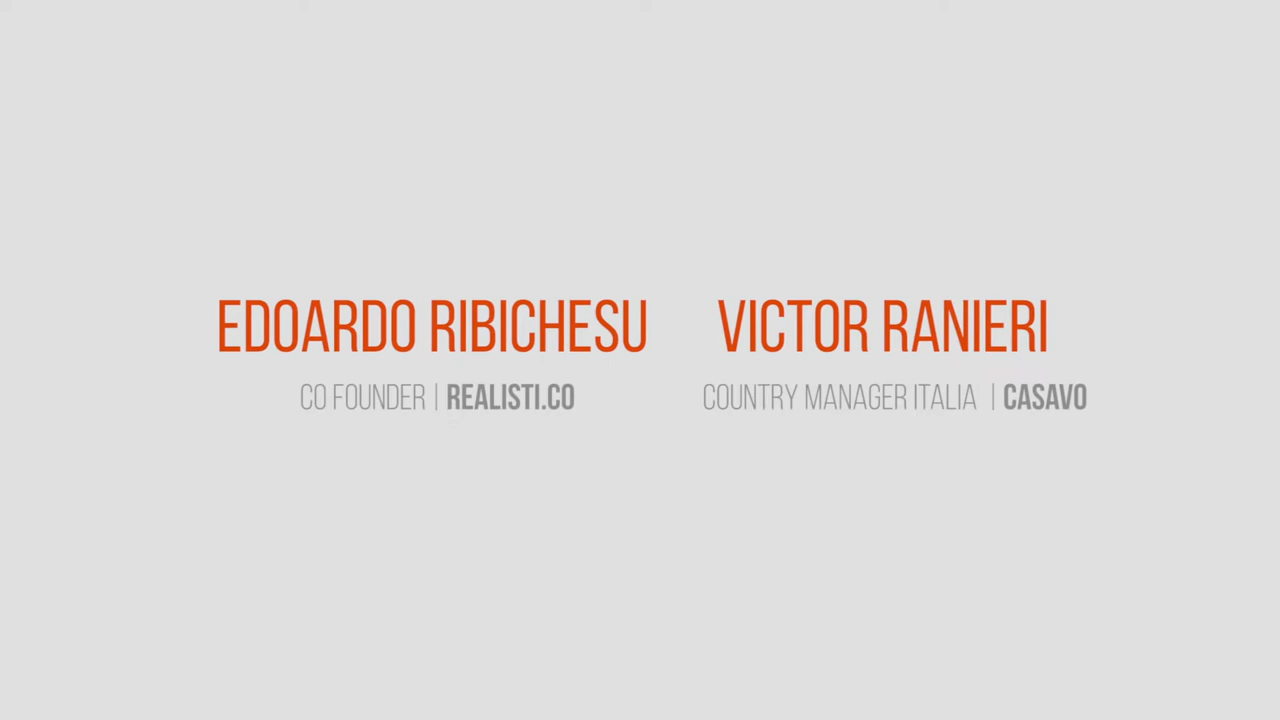 EDOARDO RIBICHESU VICTOR RANIERI
CO FOUNDER | REALISTI.CO COUNTRY MANAGER ITALIA | CASAVO